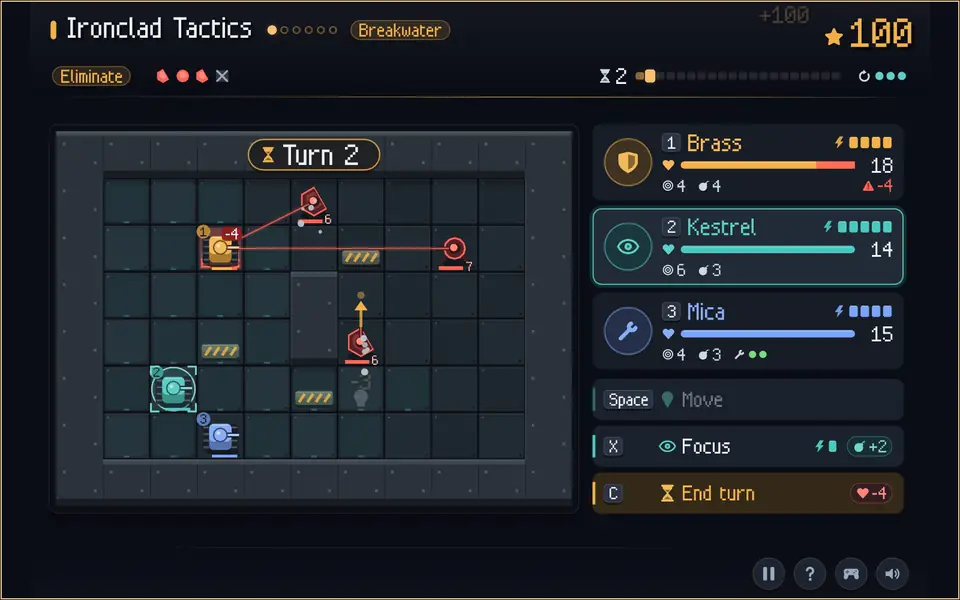 +100
Ironclad Tactics Breakwater 100
Eliminate 2
Turn 2
1 Brass
18
4 4 -4
2 Kestrel
14
6 3
3 Mica
15
4 3
Space Move
X Focus +2
C End turn -4
6
1 -4
7
6
-3
2
3
?